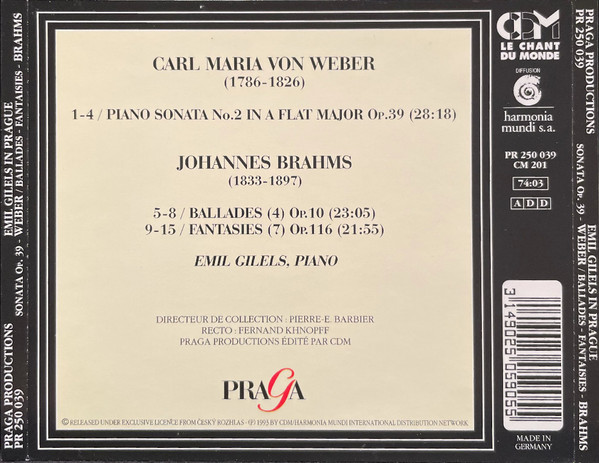 PRAGA PRODUCTIONS
PR 250 039
EMIL GILELS IN PRAGUE
SONATA Op. 39 - WEBER / BALLADES - FANTAISIES - BRAHMS
CARL MARIA VON WEBER
(1786-1826)
1-4 / PIANO SONATA No.2 IN A FLAT MAJOR Op.39 (28:18)
JOHANNES BRAHMS
(1833-1897)
5-8 / BALLADES (4) Op.10 (23:05)
9-15 / FANTASIES (7) Op.116 (21:55)
EMIL GILELS, PIANO
DIRECTEUR DE COLLECTION : PIERRE-E. BARBIER
RECTO : FERNAND KHNOPFF
PRAGA PRODUCTIONS ÉDITÉ PAR CDM
PRAGA
© RELEASED UNDER EXCLUSIVE LICENCE FROM ČESKÝ ROZHLAS - ℗ 1993 BY CDM/HARMONIA MUNDI INTERNATIONAL DISTRIBUTION NETWORK
CDM
LE CHANT
DU MONDE
DIFFUSION
harmonia
mundi s.a.
PR 250 039
CM 201
74:03
A D D
3 149025 059055
MADE IN
GERMANY
PRAGA PRODUCTIONS
PR 250 039
EMIL GILELS IN PRAGUE
SONATA Op. 39 - WEBER / BALLADES - FANTAISIES - BRAHMS